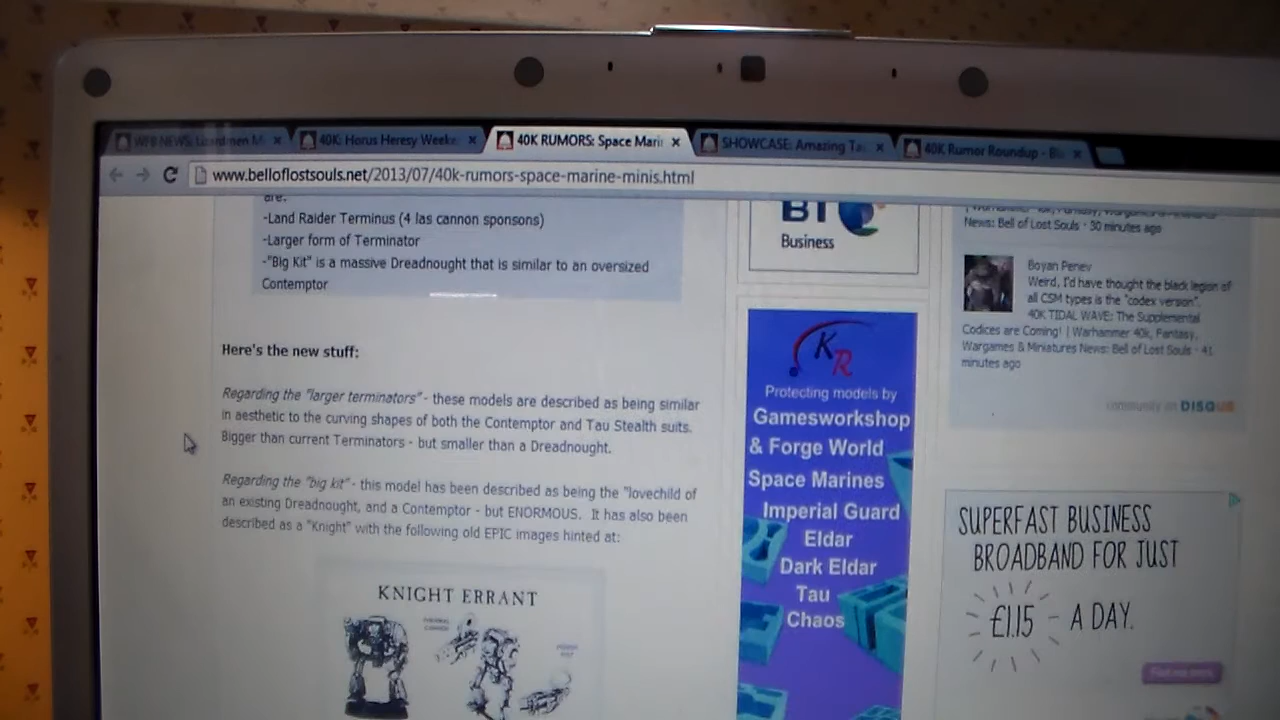 40K: Horus Heresy Weeke
40K RUMORS: Space Marin
SHOWCASE: Amazing Ta
40K Rumor Roundup - B
www.belloflostsouls.net/2013/07/40k-rumors-space-marine-minis.html
are:
-Land Raider Terminus (4 las cannon sponsons)
-Larger form of Terminator
-"Big Kit" is a massive Dreadnought that is similar to an oversized
Contemptor
Here's the new stuff:
Regarding the "larger terminators" - these models are described as being similar
in aesthetic to the curving shapes of both the Contemptor and Tau Stealth suits.
Bigger than current Terminators - but smaller than a Dreadnought.
Regarding the "big kit" - this model has been described as being the "lovechild of
an existing Dreadnought, and a Contemptor - but ENORMOUS. It has also been
described as a "Knight" with the following old EPIC images hinted at:
KNIGHT ERRANT
BT
Business
KR
Protecting models by
Gamesworkshop
& Forge World
Space Marines
Imperial Guard
Eldar
Dark Eldar
Tau
Chaos
News: Bell of Lost Souls - 30 minutes ago
Boyan Penev
Weird, I'd have thought the black legion of
all CSM types is the "codex version".
40K TIDAL WAVE: The Supplemental
Codices are Coming! | Warhammer 40k, Fantasy,
Wargames & Miniatures News: Bell of Lost Souls - 41
minutes ago
community on DISQUS
SUPERFAST BUSINESS
BROADBAND FOR JUST
£1.15 A DAY.